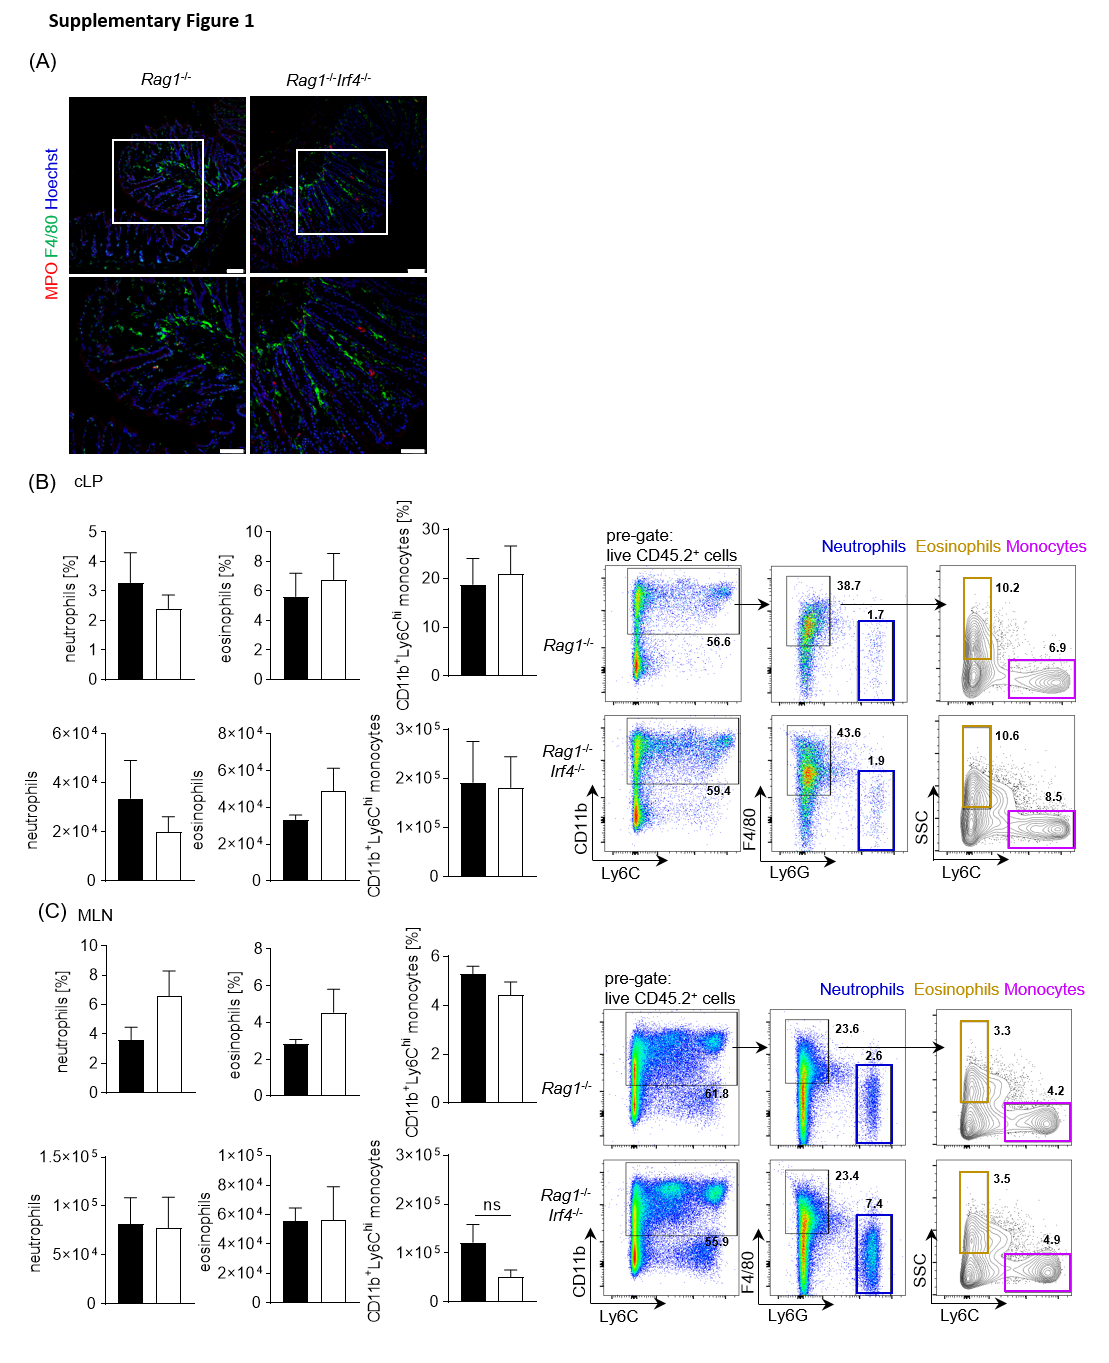 Supplementary Figure 1
(A)
Rag1-/-
Rag1-/-Irf4-/-
MPO F4/80 Hoechst
(B) cLP
neutrophils [%]
5
4
3
2
1
0
eosinophils [%]
10
8
6
4
2
0
CD11b+Ly6Chi monocytes [%]
30
20
10
0
neutrophils
6×10⁴
4×10⁴
2×10⁴
0
eosinophils
8×10⁴
6×10⁴
4×10⁴
2×10⁴
0
CD11b+Ly6Chi monocytes
3×10⁵
2×10⁵
1×10⁵
0
pre-gate:
live CD45.2+ cells
Neutrophils
Eosinophils
Monocytes
Rag1-/-
56.6
38.7
1.7
10.2
6.9
Rag1-/-
Irf4-/-
59.4
43.6
1.9
10.6
8.5
CD11b
Ly6C
F4/80
Ly6G
SSC
Ly6C
(C) MLN
neutrophils [%]
10
8
6
4
2
0
eosinophils [%]
8
6
4
2
0
CD11b+Ly6Chi monocytes [%]
6
4
2
0
neutrophils
1.5×10⁵
1×10⁵
5×10⁴
0
eosinophils
1×10⁵
8×10⁴
6×10⁴
4×10⁴
2×10⁴
0
CD11b+Ly6Chi monocytes
3×10⁵
2×10⁵
1×10⁵
0
ns
pre-gate:
live CD45.2+ cells
Neutrophils
Eosinophils
Monocytes
Rag1-/-
61.8
23.6
2.6
3.3
4.2
Rag1-/-
Irf4-/-
55.9
23.4
7.4
3.5
4.9
CD11b
Ly6C
F4/80
Ly6G
SSC
Ly6C